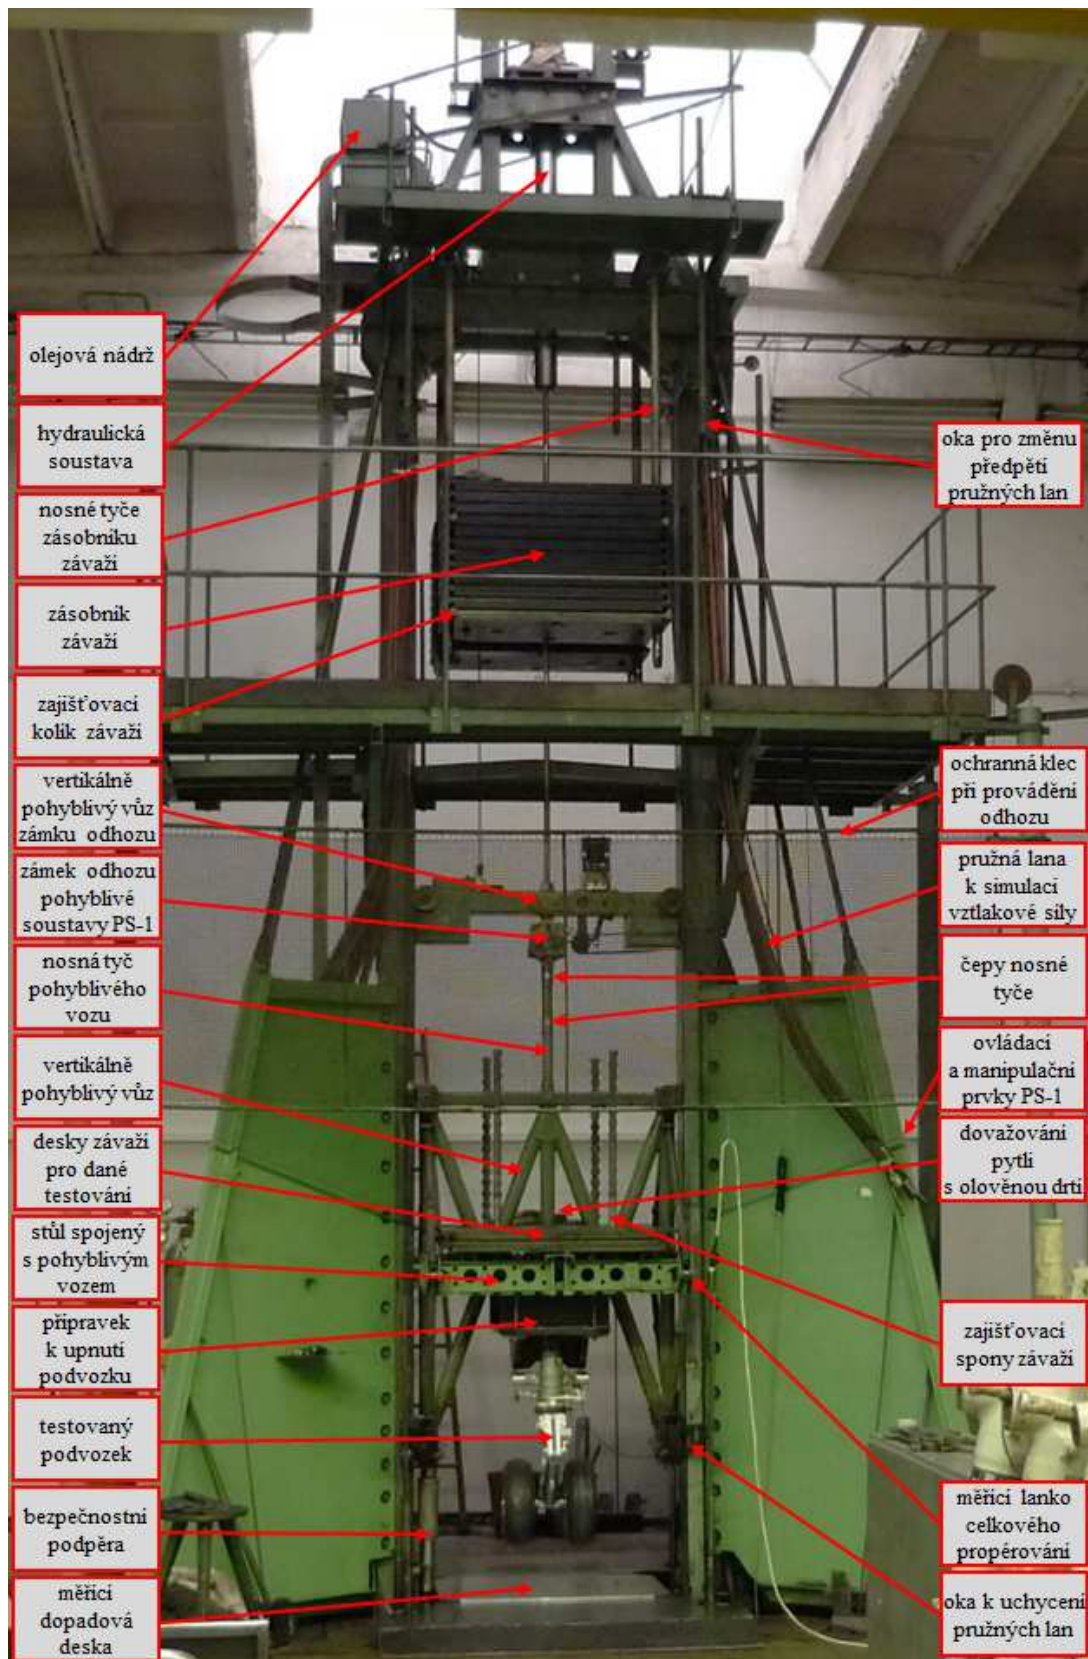 olejová nádrž
hydraulická
soustava
nosné tyče
zásobníku
závaží
zásobník
závaží
zajišťovací
kolík závaží
vertikálně
pohyblivý vůz
zámku odhozu
zámek odhozu
pohyblivé
soustavy PS-1
nosná tyč
pohyblivého
vozu
vertikálně
pohyblivý vůz
desky závaží
pro dané
testování
stůl spojený
s pohyblivým
vozem
přípravek
k upnutí
podvozku
testovaný
podvozek
bezpečnostní
podpěra
měřící
dopadová
deska
oka pro změnu
předpětí
pružných lan
ochranná klec
při provádění
odhozu
pružná lana
k simulaci
vztlakové síly
čepy nosné
tyče
ovládací
a manipulační
prvky PS-1
dovažování
pytli
s olověnou drtí
zajišťovací
spony závaží
měřící lanko
celkového
propérování
oka k uchycení
pružných lan